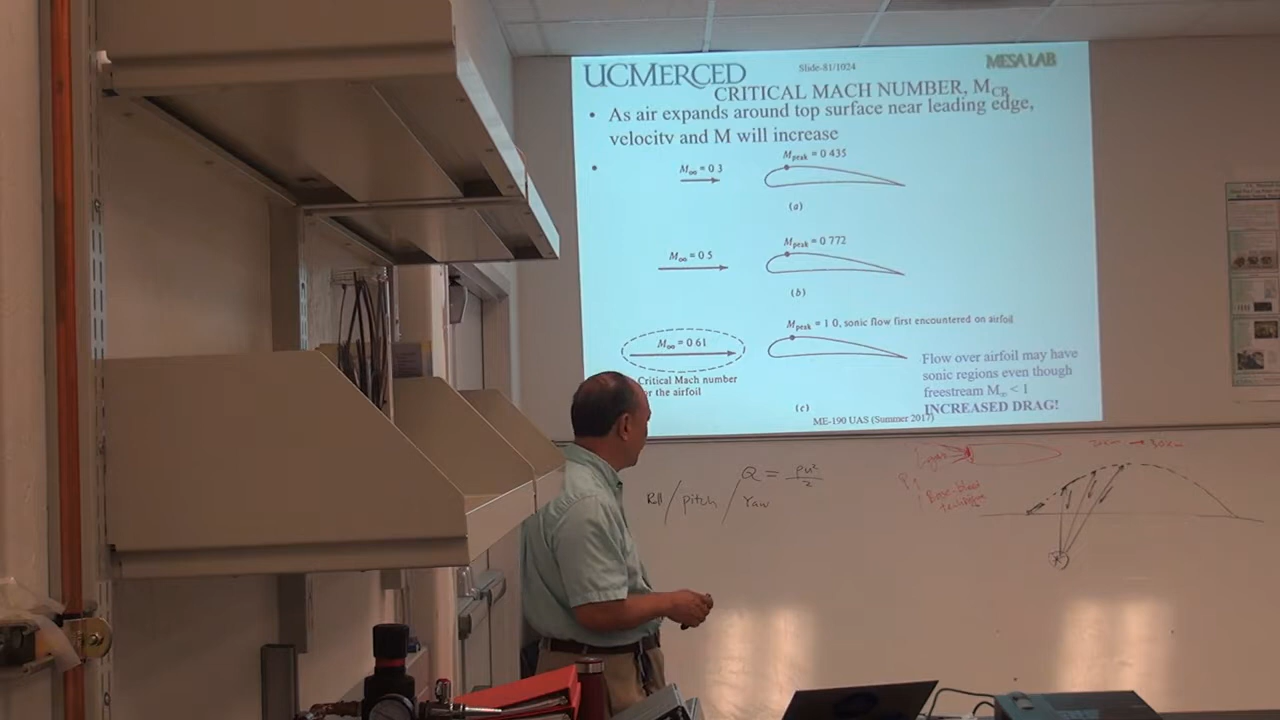 UCMERCED
Slide-81/1024
MESA LAB
CRITICAL MACH NUMBER, MCR
• As air expands around top surface near leading edge,
velocity and M will increase
•
M∞ = 0 3
Mpeak = 0 435
(a)
M∞ = 0 5
Mpeak = 0 772
(b)
M∞ = 0 61
Mpeak = 1 0, sonic flow first encountered on airfoil
Critical Mach number
or the airfoil
(c)
Flow over airfoil may have
sonic regions even though
freestream M∞ < 1
INCREASED DRAG!
ME-190 UAS (Summer 2017)
Q = ρu²/2
Roll / pitch / Yaw